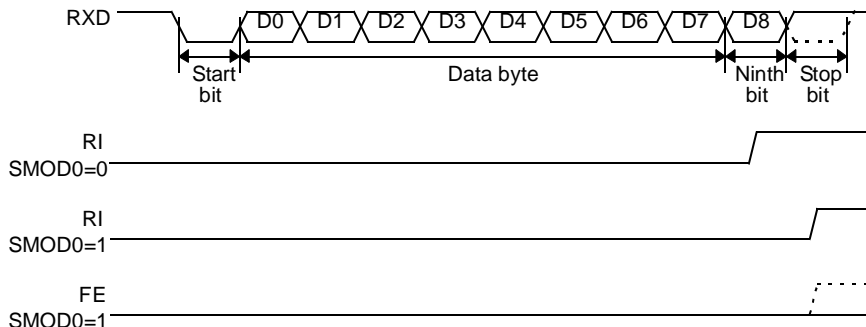 RXD D0 D1 D2 D3 D4 D5 D6 D7 D8
Start bit
Data byte
Ninth bit
Stop bit
RI
SMOD0=0
RI
SMOD0=1
FE
SMOD0=1